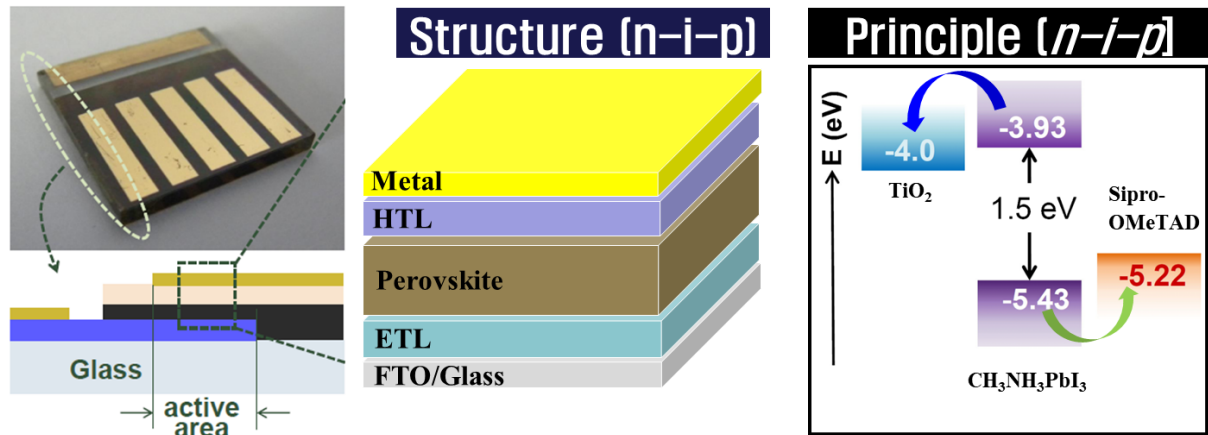 Structure (n-i-p)
Principle (n-i-p]
Glass
active
area
Metal
HTL
Perovskite
ETL
FTO/Glass
E (eV)
-4.0
TiO₂
-3.93
1.5 eV
Sipro-
OMeTAD
-5.22
-5.43
CH₃NH₃PbI₃